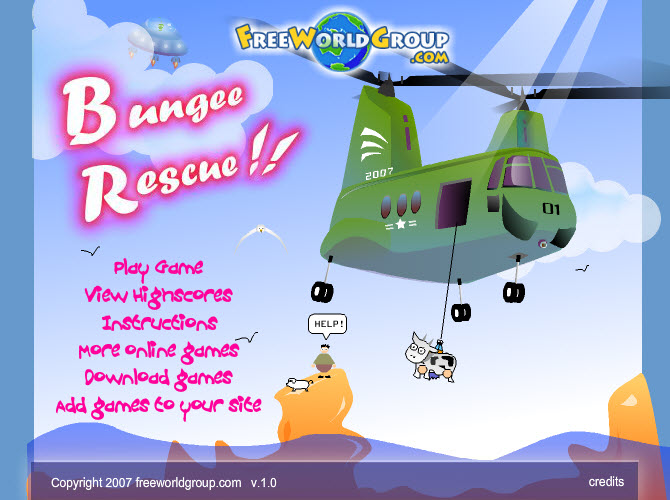 FreeWorldGroup
.com
Bungee
Rescue!!
2007
01
Play Game
View Highscores
Instructions
HELP!
More online games
Download games
Add games to your site
Copyright 2007 freeworldgroup.com v.1.0
credits